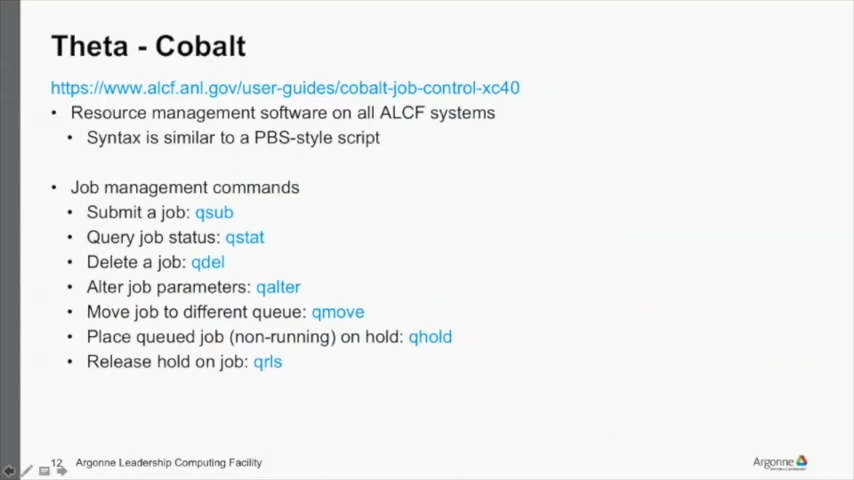 Theta - Cobalt
https://www.alcf.anl.gov/user-guides/cobalt-job-control-xc40
• Resource management software on all ALCF systems
• Syntax is similar to a PBS-style script
• Job management commands
• Submit a job: qsub
• Query job status: qstat
• Delete a job: qdel
• Alter job parameters: qalter
• Move job to different queue: qmove
• Place queued job (non-running) on hold: qhold
• Release hold on job: qrls
12 Argonne Leadership Computing Facility
Argonne